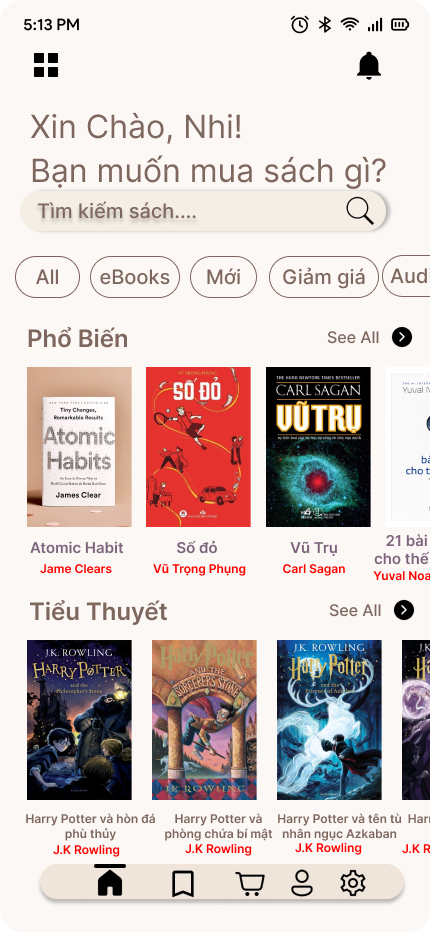 5:13 PM
Xin Chào, Nhi!
Bạn muốn mua sách gì?
Tìm kiếm sách....
All
eBooks
Mới
Giảm giá
Audi
Phổ Biến
See All
Tiny Changes,
Remarkable Results
Atomic
Habits
James Clear
VŨ TRỌNG PHỤNG
SỐ ĐỎ
THE HUGE NEWYORK TIMES BESTSELLER
CARL SAGAN
VŨ TRỤ
Yuval N
bà
cho t
Atomic Habit
Jame Clears
Số đỏ
Vũ Trọng Phụng
Vũ Trụ
Carl Sagan
21 bài
cho thế
Yuval Noa
Tiểu Thuyết
See All
J.K. ROWLING
HARRY POTTER
and the
Philosopher's Stone
Harry Potter
AND THE
SORCERER'S STONE
J.K. ROWLING
J.K. ROWLING
Harry Potter
and the
Prisoner of Azkaban
Harry Potter và hòn đá
phù thủy
J.K Rowling
Harry Potter và
phòng chứa bí mật
J.K Rowling
Harry Potter và tên tù
nhân ngục Azkaban
J.K Rowling
Harr
J.K R